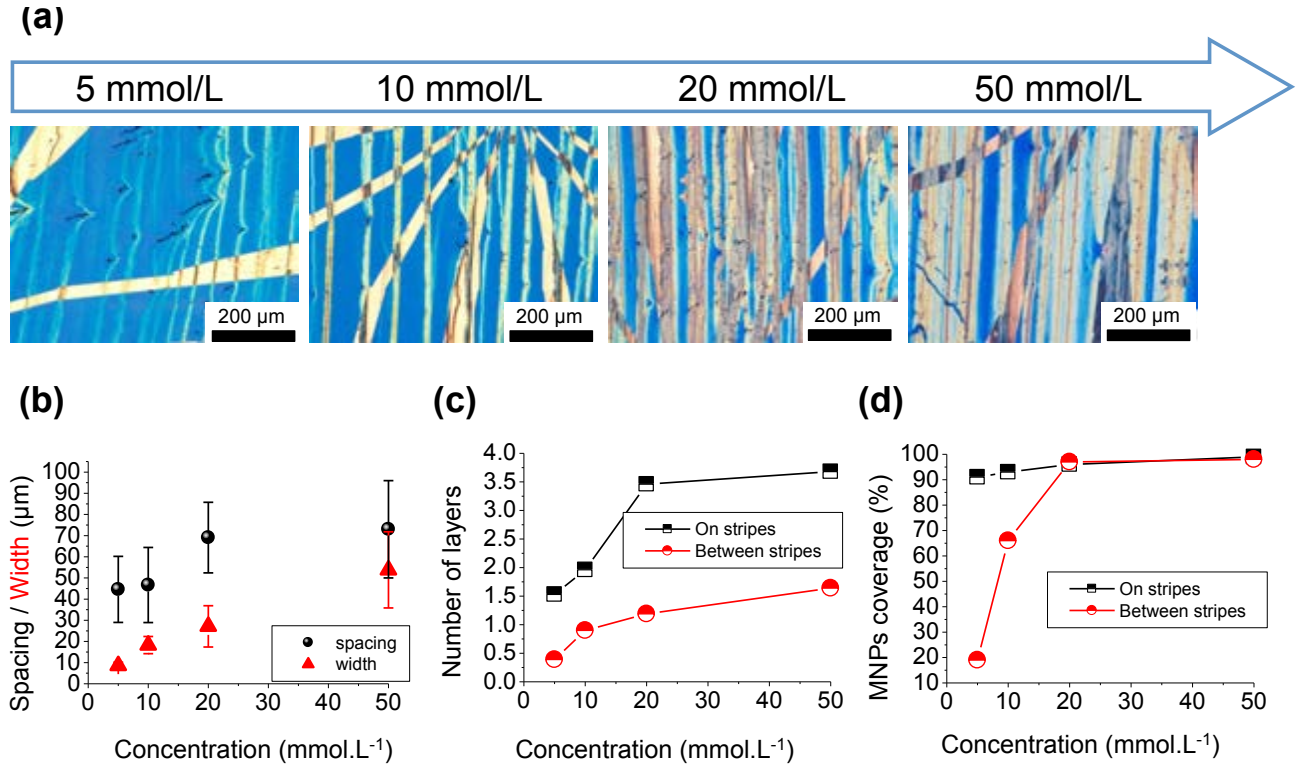 (a)
5 mmol/L 10 mmol/L 20 mmol/L 50 mmol/L
200 µm 200 µm 200 µm 200 µm
(b)
100
90
80
70
60
50
40
30
20
10
0
Spacing / Width (µm)
spacing
width
0 10 20 30 40 50
Concentration (mmol.L-1)
(c)
4.0
3.5
3.0
2.5
2.0
1.5
1.0
0.5
0.0
Number of layers
On stripes
Between stripes
0 10 20 30 40 50
Concentration (mmol.L-1)
(d)
100
90
80
70
60
50
40
30
20
10
MNPs coverage (%)
On stripes
Between stripes
0 10 20 30 40 50
Concentration (mmol.L-1)